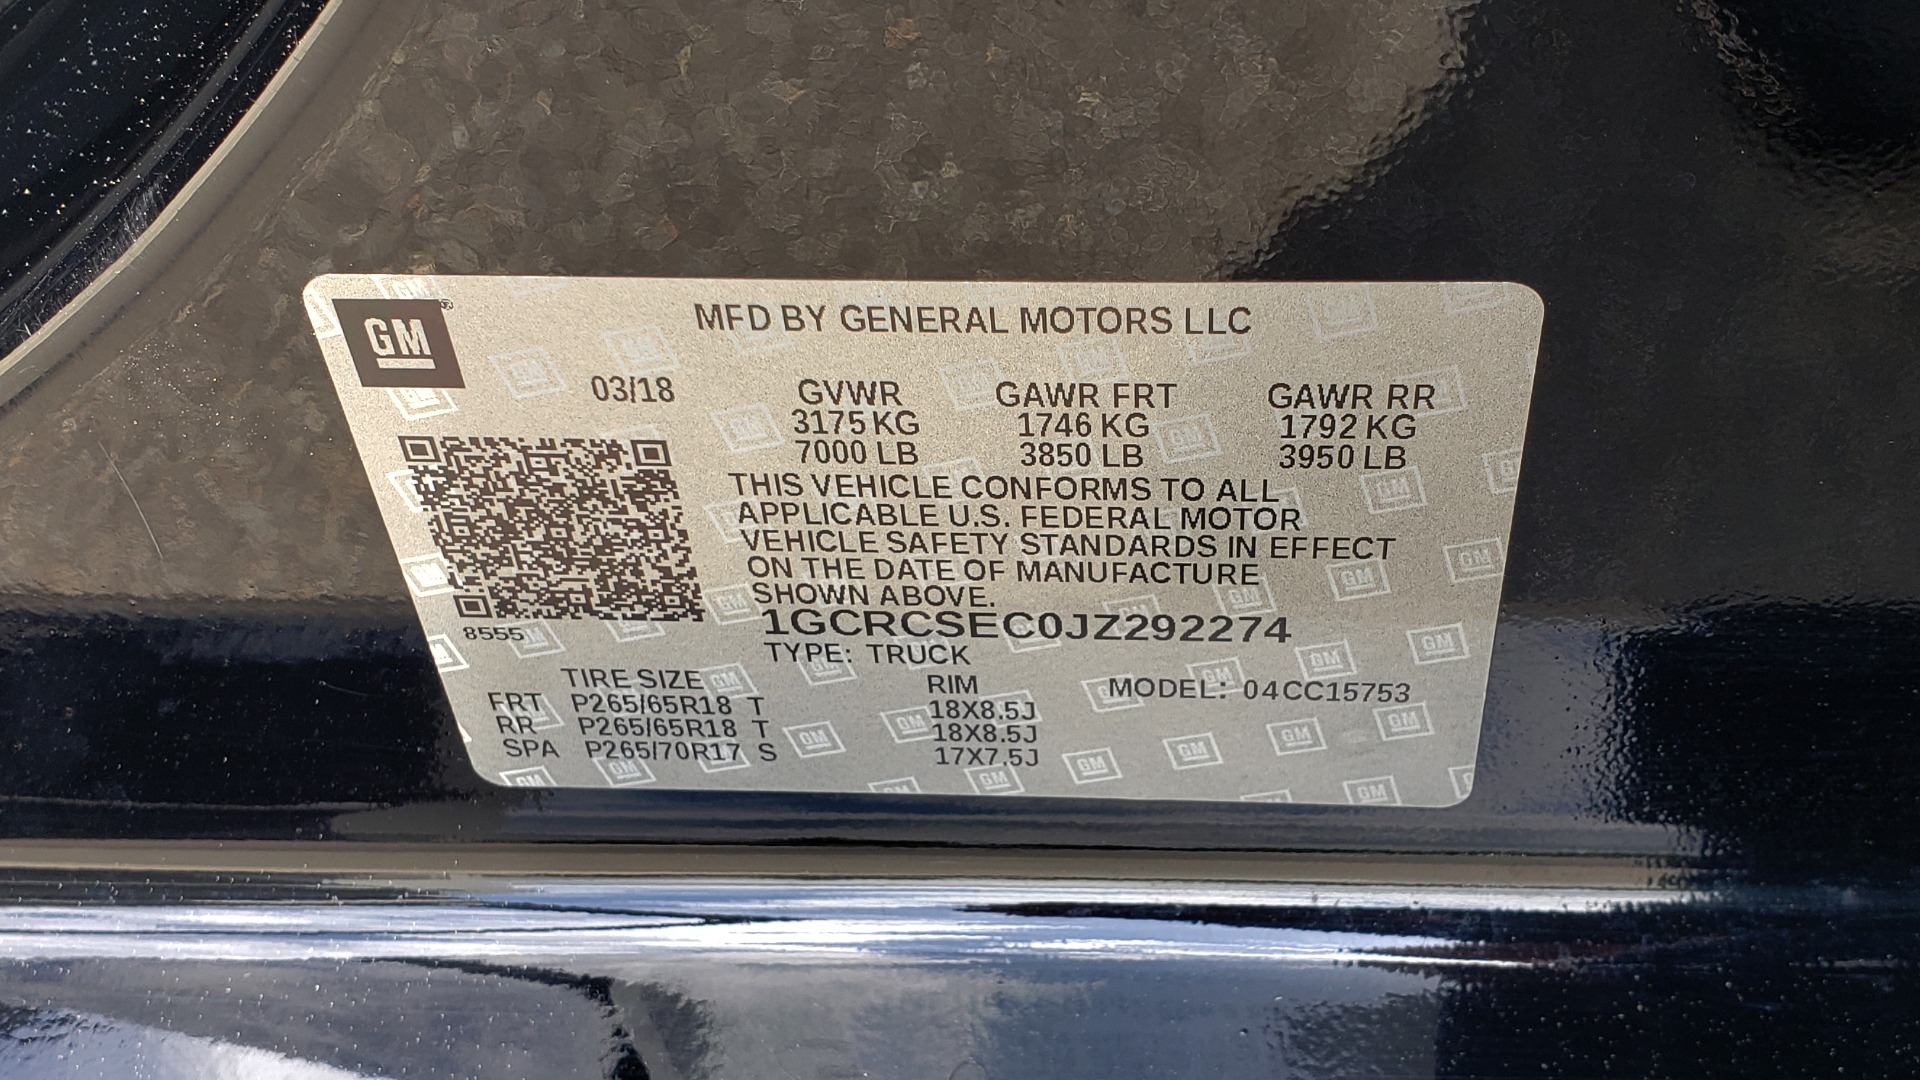 GM
MFD BY GENERAL MOTORS LLC
03/18 GVWR GAWR FRT GAWR RR
3175 KG 1746 KG 1792 KG
7000 LB 3850 LB 3950 LB
THIS VEHICLE CONFORMS TO ALL
APPLICABLE U.S. FEDERAL MOTOR
VEHICLE SAFETY STANDARDS IN EFFECT
ON THE DATE OF MANUFACTURE
SHOWN ABOVE.
8555 1GCRCSEC0JZ292274
TYPE: TRUCK
TIRE SIZE RIM MODEL: 04CC15753
FRT P265/65R18 T 18X8.5J
RR P265/65R18 T 18X8.5J
SPA P265/70R17 S 17X7.5J